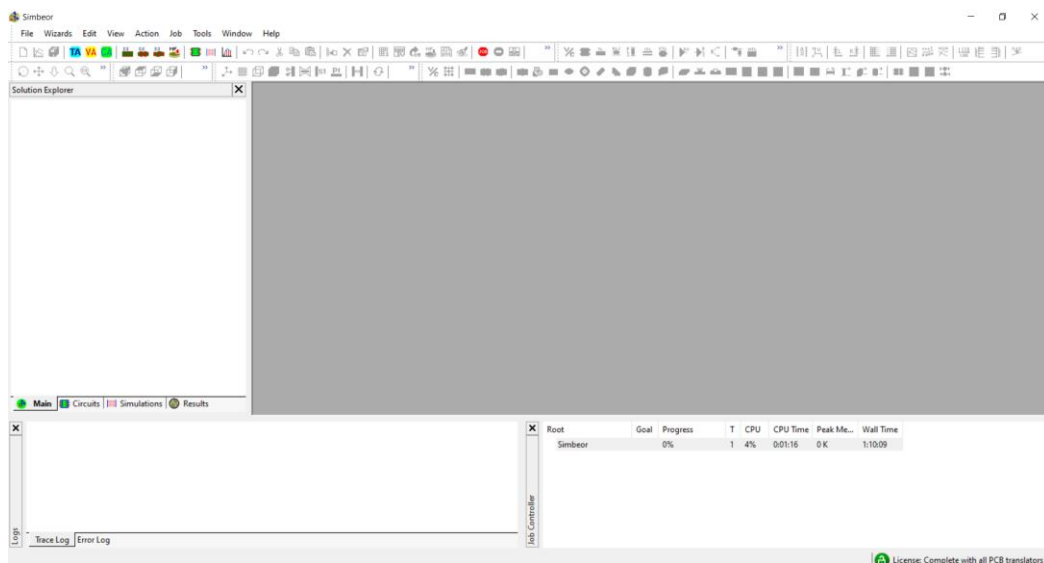 Simbeor
File Wizards Edit View Action Job Tools Window Help
TA VA
Solution Explorer
Main Circuits Simulations Results
Root Goal Progress T CPU CPU Time Peak Me... Wall Time
Simbeor 0% 1 4% 0:01:16 0 K 1:10:09
Logs
Trace Log Error Log
Job Controller
License: Complete with all PCB translators